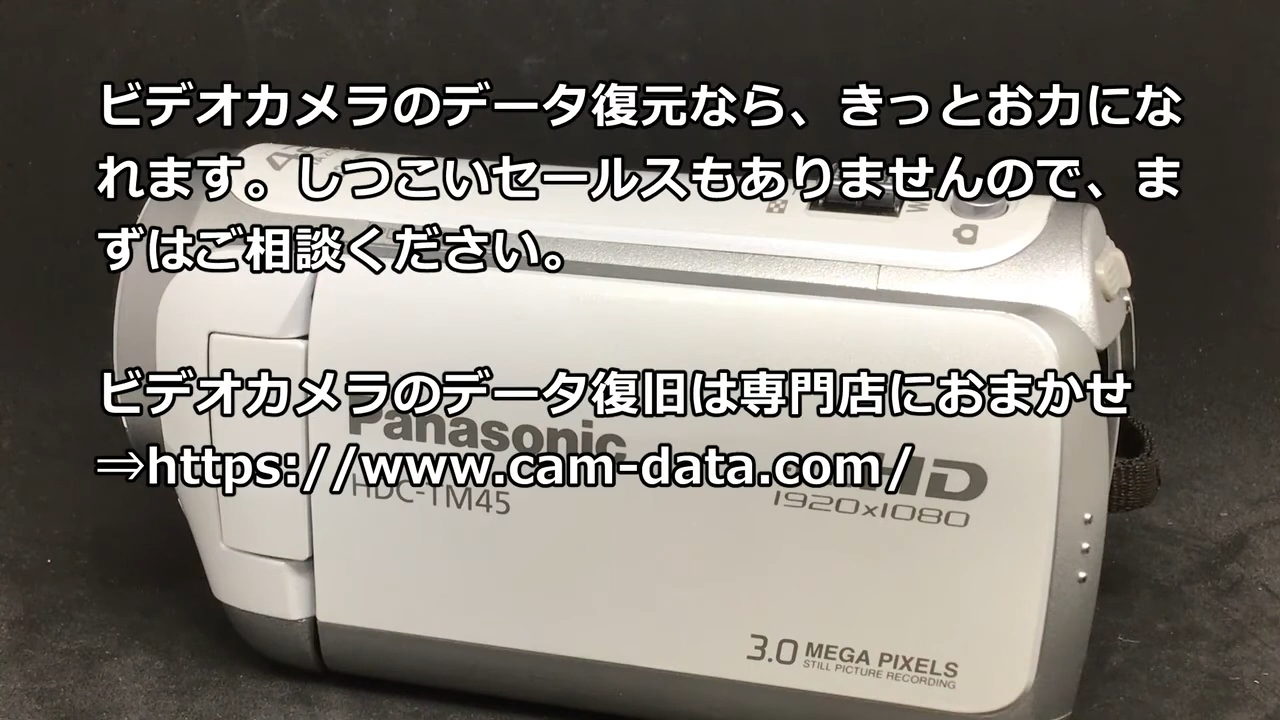 ビデオカメラのデータ復元なら、きっとお力にな
れます。しつこいセールスもありませんので、ま
ずはご相談ください。
ビデオカメラのデータ復旧は専門店におまかせ
⇒https://www.cam-data.com/
Panasonic
HDC-TM45
HD
1920x1080
3.0 MEGA PIXELS
STILL PICTURE RECORDING